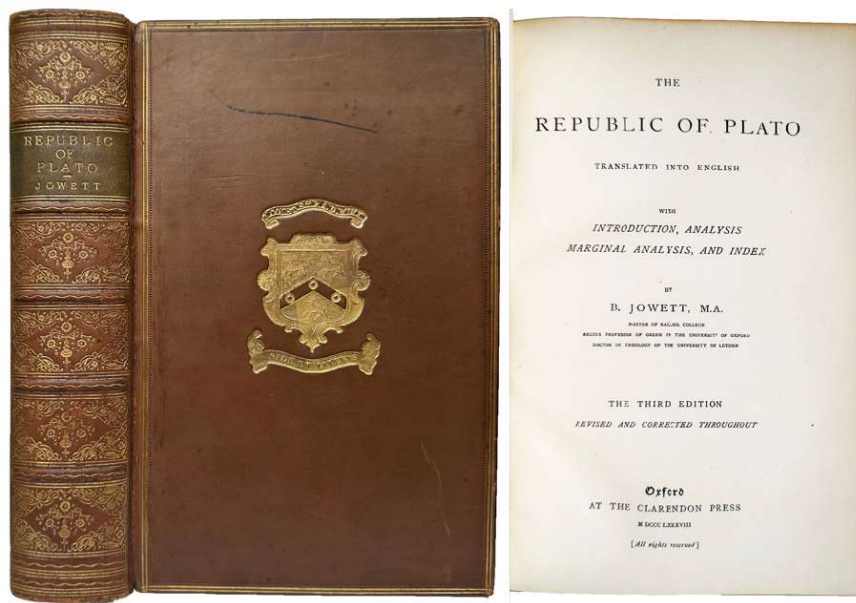 REPUBLIC
OF
PLATO
JOWETT
THE
REPUBLIC OF PLATO
TRANSLATED INTO ENGLISH
WITH
INTRODUCTION, ANALYSIS
MARGINAL ANALYSIS, AND INDEX
BY
B. JOWETT, M.A.
MASTER OF BALLIOL COLLEGE
REGIUS PROFESSOR OF GREEK IN THE UNIVERSITY OF OXFORD
DOCTOR IN THEOLOGY OF THE UNIVERSITY OF LEYDEN
THE THIRD EDITION
REVISED AND CORRECTED THROUGHOUT
Oxford
AT THE CLARENDON PRESS
M DCCC LXXXVIII
[All rights reserved]